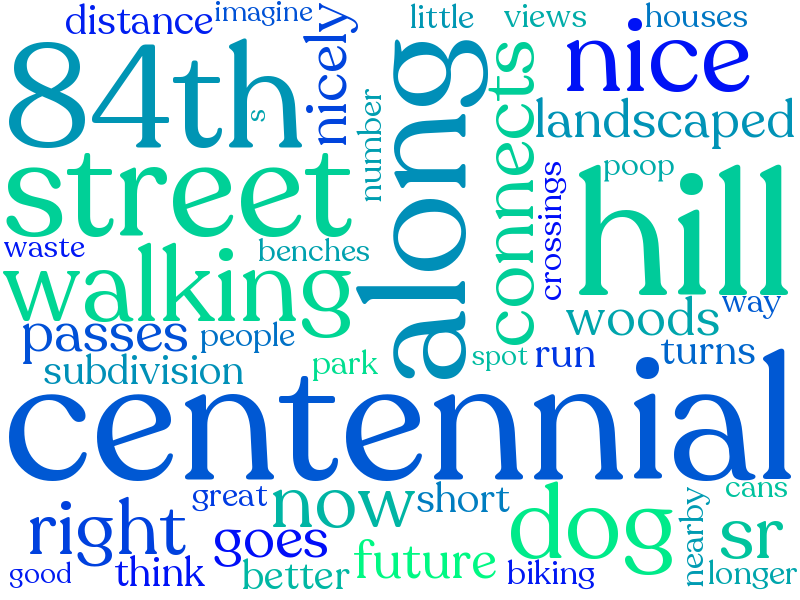 distance
imagine
nicely
little
views
houses
84th
s
number
along
connects
nice
landscaped
street
crossings
poop
hill
waste
benches
walking
woods
way
passes
people
subdivision
park
spot
run
turns
centennial
right
great
now
short
dog
cans
goes
future
nearby
sr
good
think
better
biking
longer